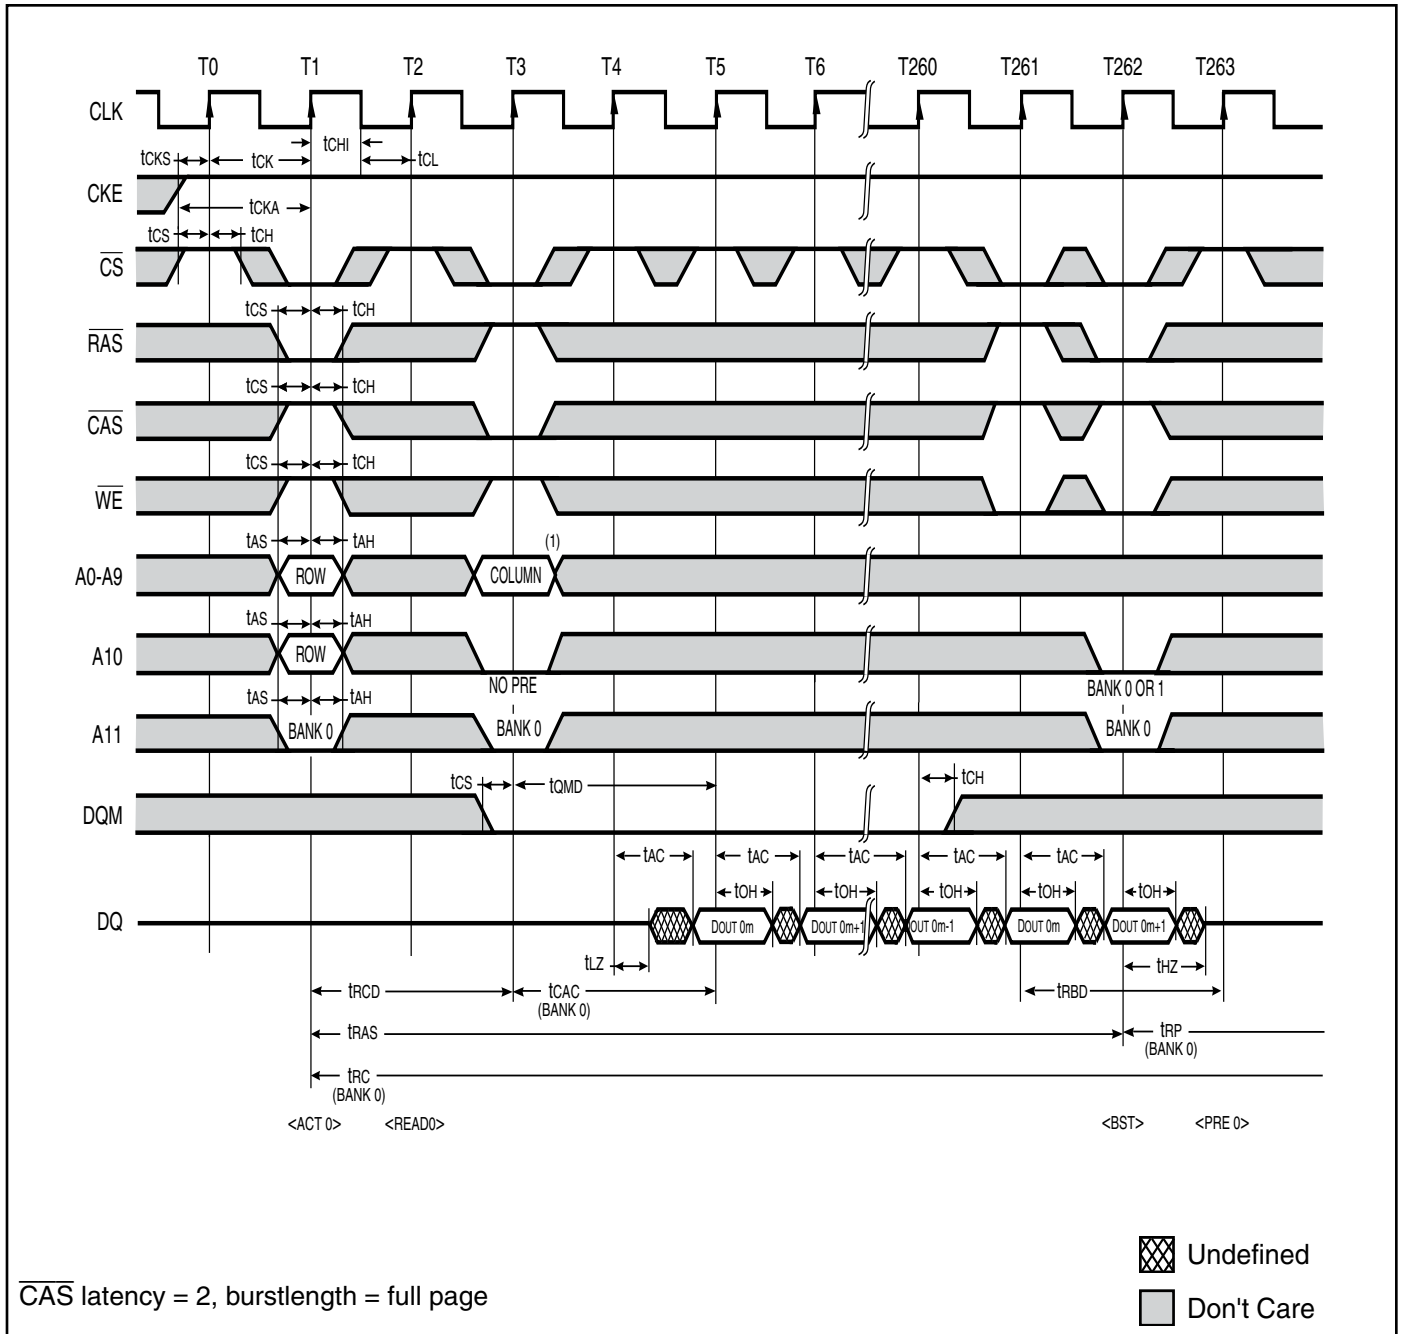 T0 T1 T2 T3 T4 T5 T6 T260 T261 T262 T263
CLK
tCHI
tCKS tCK tCL
CKE
tCKA
tCS tCH
CS
tCS tCH
RAS
tCS tCH
CAS
tCS tCH
WE
tAS tAH (1)
A0-A9 ROW COLUMN
tAS tAH
A10 ROW
NO PRE BANK 0 OR 1
tAS tAH
A11 BANK 0 BANK 0 BANK 0
tCS tQMD tCH
DQM
tAC tAC tAC tAC tAC
tOH tOH tOH tOH tOH
DQ DOUT 0m DOUT 0m+1 OUT 0m-1 DOUT 0m DOUT 0m+1
tLZ tHZ
tRCD tCAC tRBD
(BANK 0)
tRAS tRP
(BANK 0)
tRC
(BANK 0)
<ACT 0> <READ0> <BST> <PRE 0>
Undefined
CAS latency = 2, burstlength = full page
Don't Care